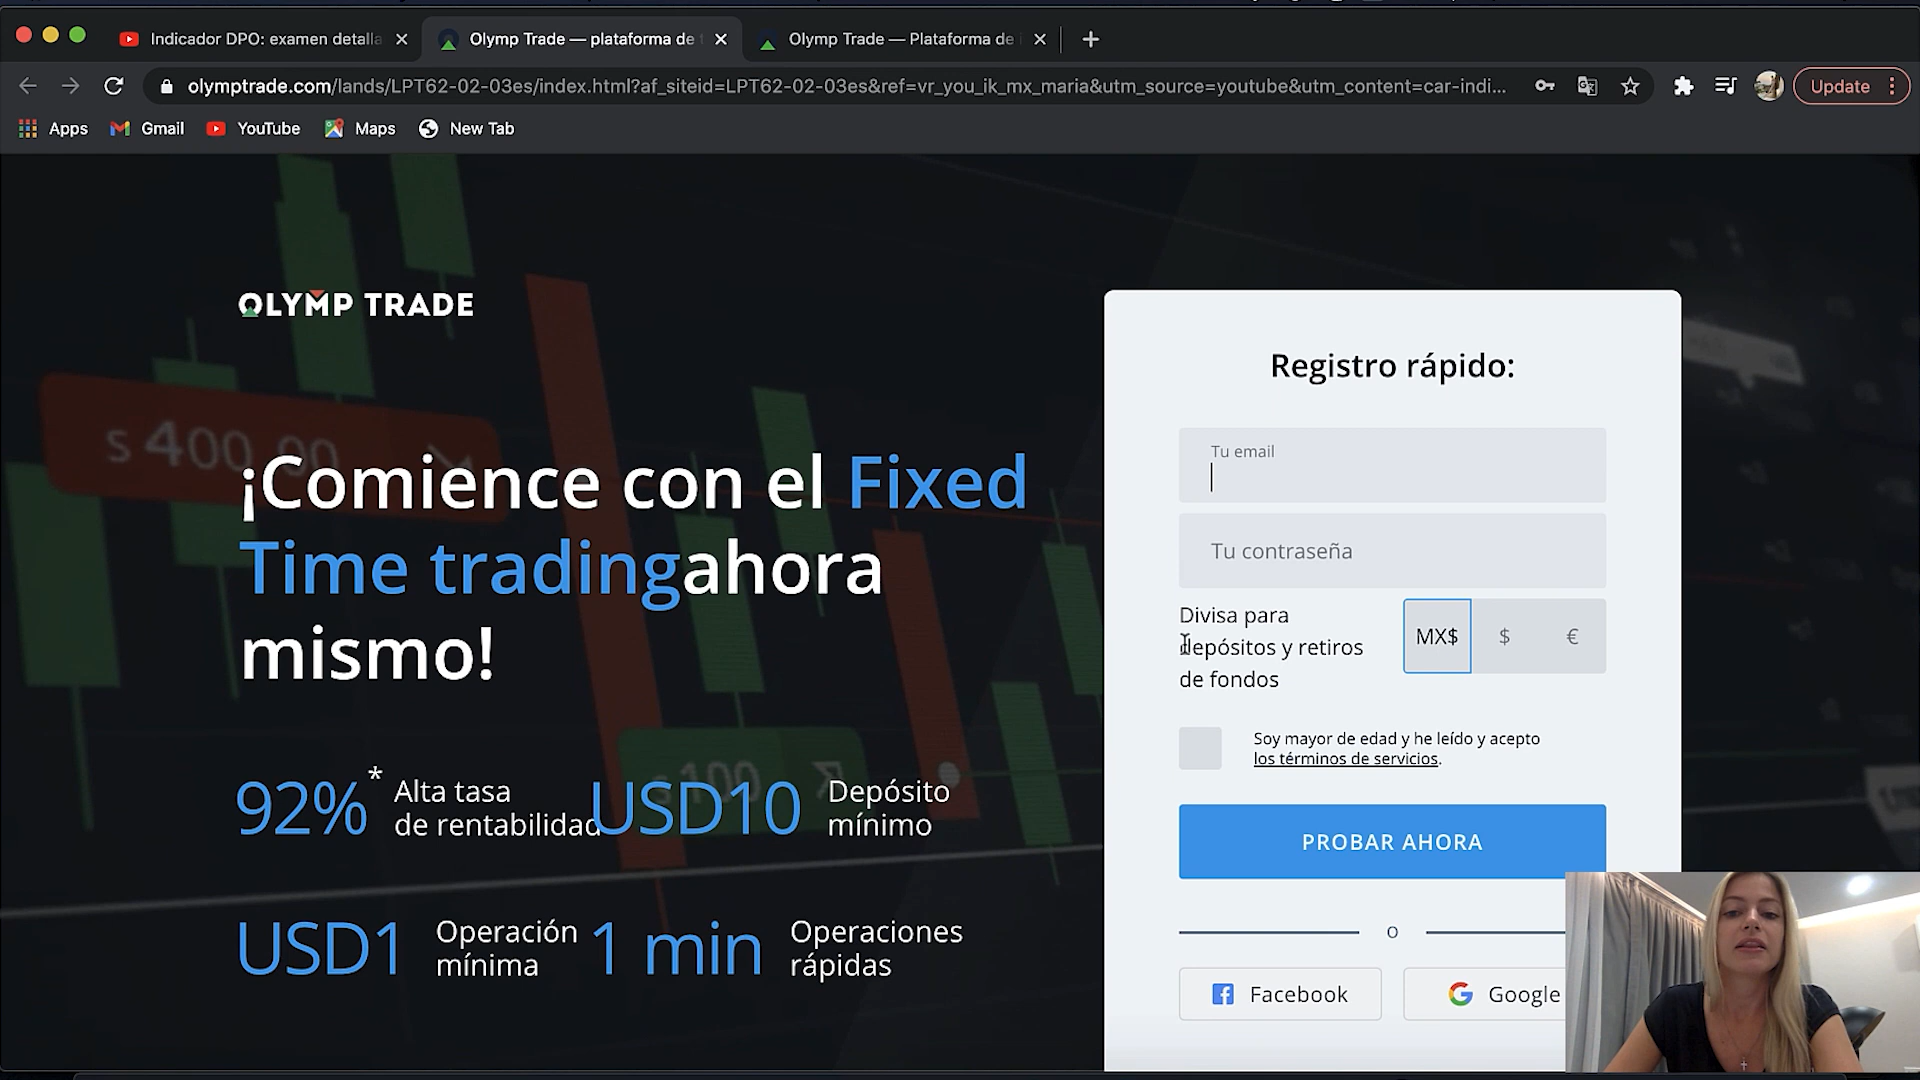 Indicador DPO: examen detalla
Olymp Trade — plataforma de
Olymp Trade — Plataforma de
olymptrade.com/lands/LPT62-02-03es/index.html?af_siteid=LPT62-02-03es&ref=vr_you_ik_mx_maria&utm_source=youtube&utm_content=car-indi...
Update
Apps
Gmail
YouTube
Maps
New Tab
OLYMP TRADE
$400.00
¡Comience con el Fixed
Time tradingahora
mismo!
92%* Alta tasa
de rentabilidad
USD10 Depósito
mínimo
USD1 Operación
mínima
1 min Operaciones
rápidas
Registro rápido:
Tu email
Tu contraseña
Divisa para
depósitos y retiros
de fondos
MX$ $ €
Soy mayor de edad y he leído y acepto
los términos de servicios.
PROBAR AHORA
o
Facebook
Google